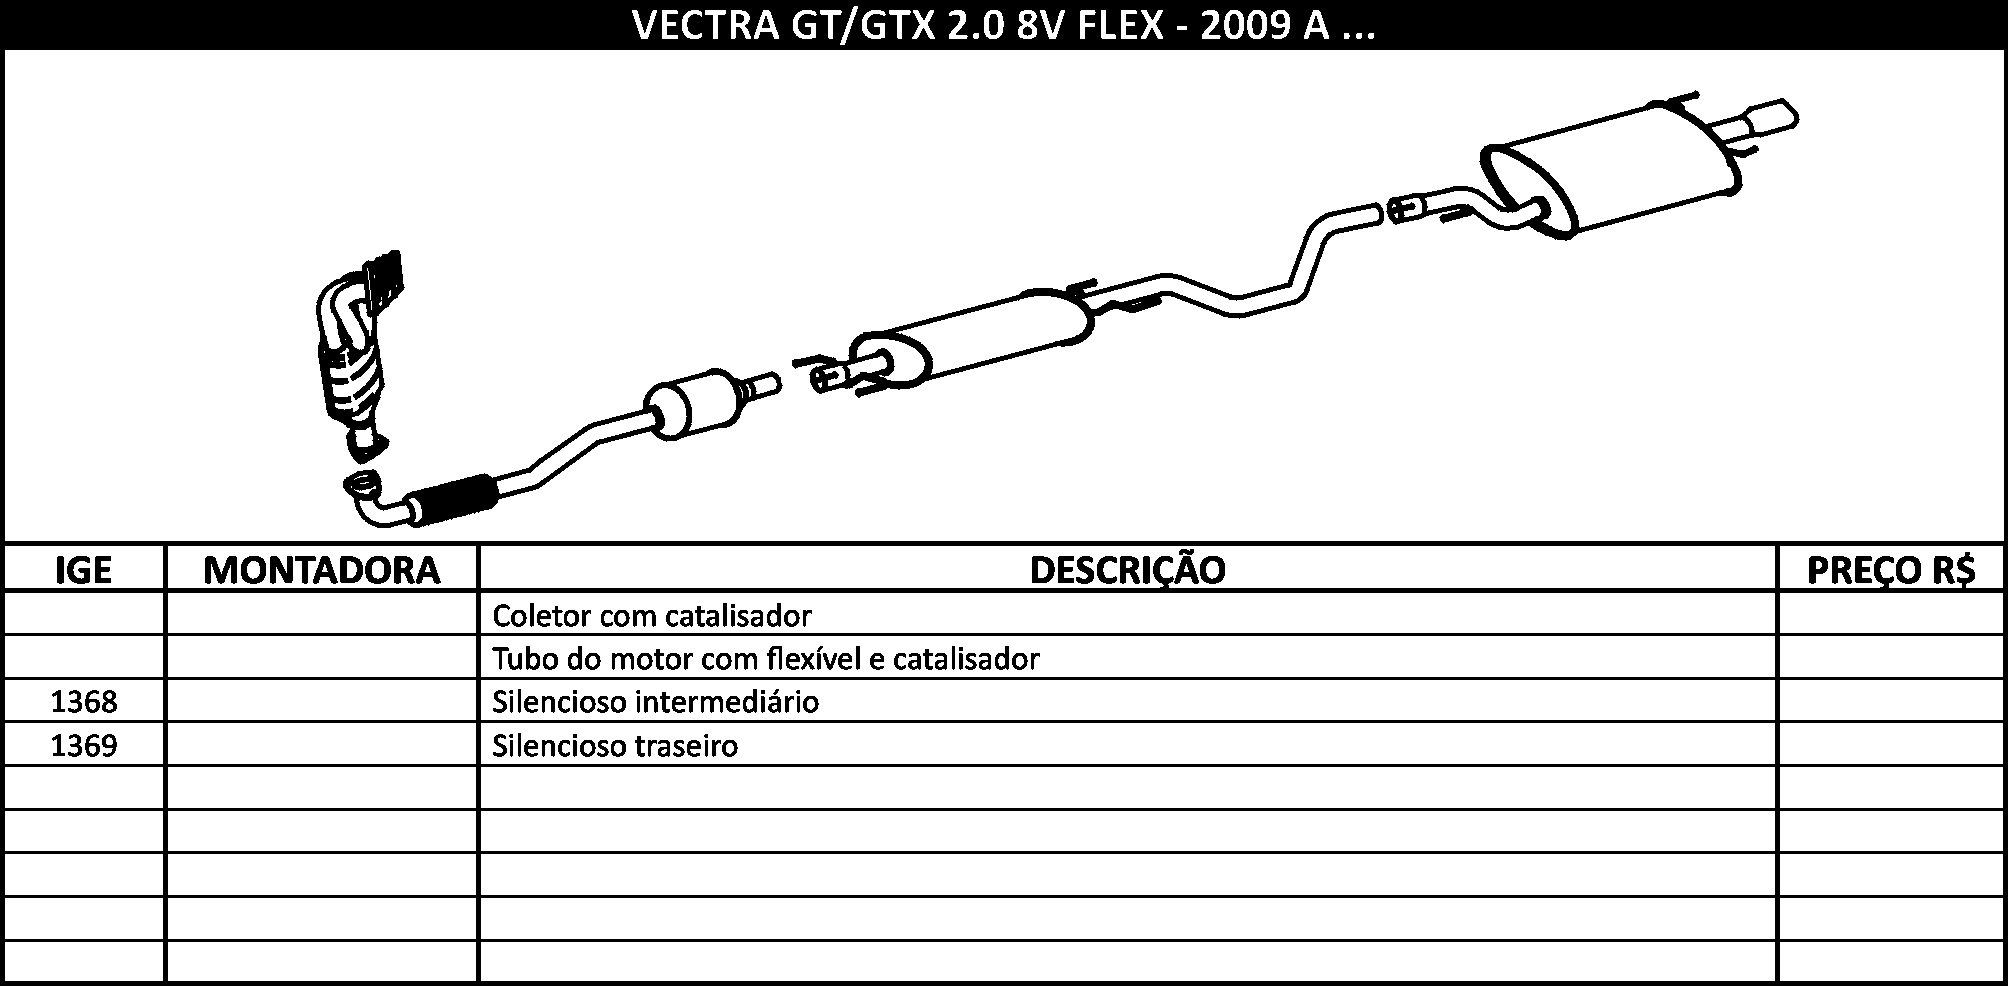 VECTRA GT/GTX 2.0 8V FLEX - 2009 A ...
IGE MONTADORA DESCRIÇÃO PREÇO R$
Coletor com catalisador
Tubo do motor com flexível e catalisador
1368 Silencioso intermediário
1369 Silencioso traseiro